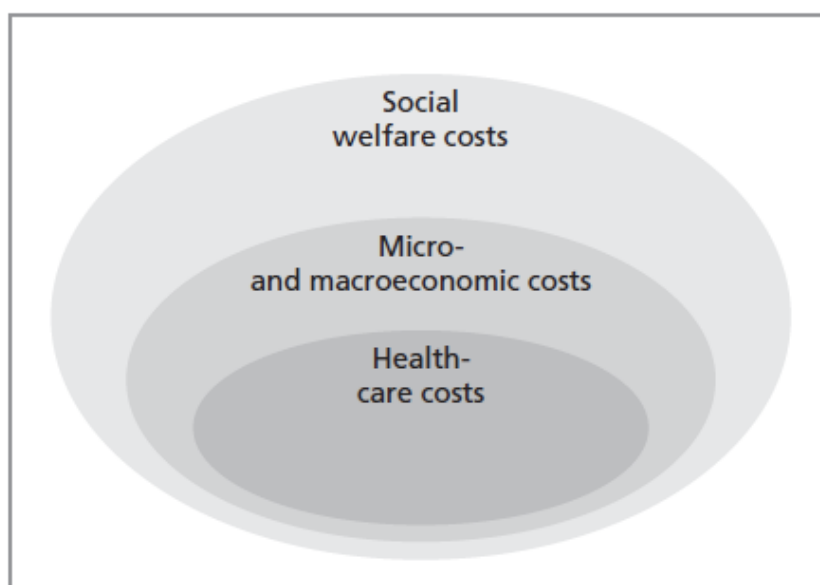 Social
welfare costs
Micro-
and macroeconomic costs
Health-
care costs